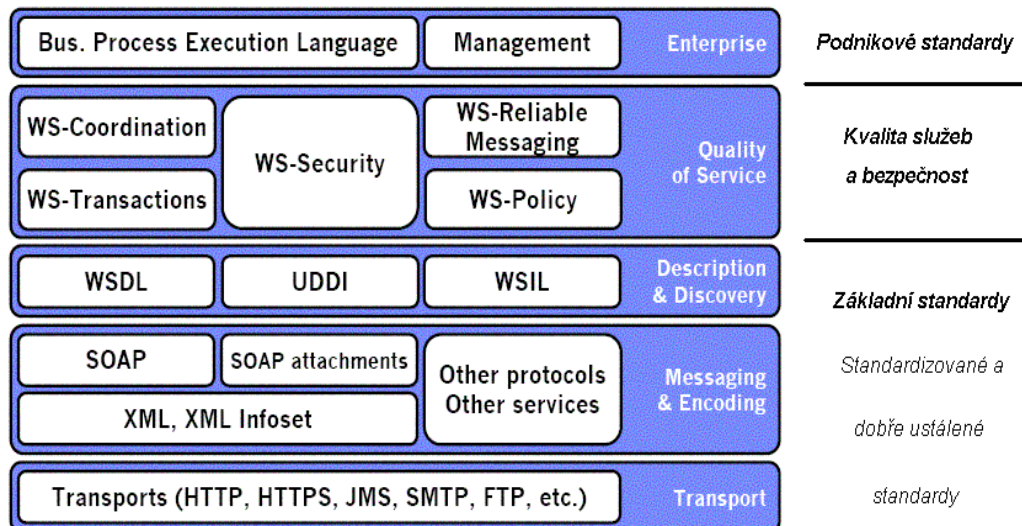 Bus. Process Execution Language
Management
Enterprise
Podnikové standardy
WS-Coordination
WS-Transactions
WS-Security
WS-Reliable
Messaging
WS-Policy
Quality
of Service
Kvalita služeb
a bezpečnost
WSDL
UDDI
WSIL
Description
& Discovery
Základní standardy
SOAP
SOAP attachments
XML, XML Infoset
Other protocols
Other services
Messaging
& Encoding
Standardizované a
dobře ustálené
standardy
Transports (HTTP, HTTPS, JMS, SMTP, FTP, etc.)
Transport